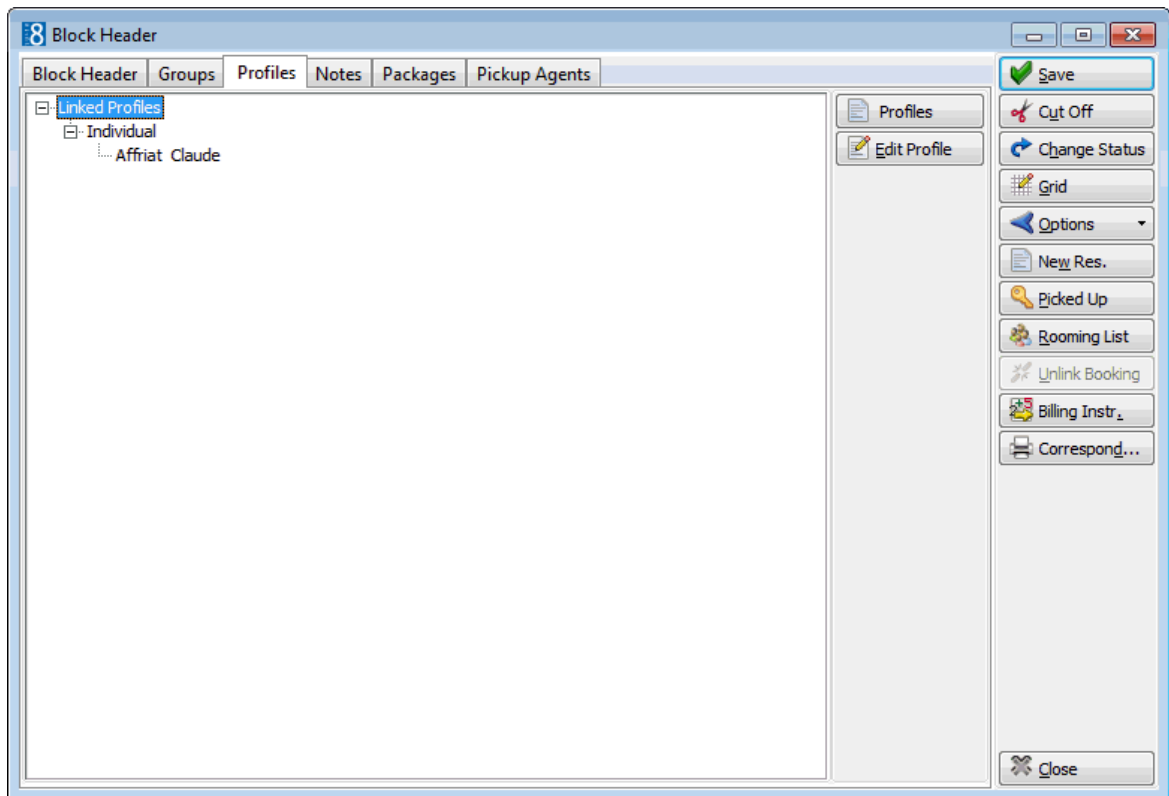 8 Block Header
Block Header Groups Profiles Notes Packages Pickup Agents
Linked Profiles
Individual
Affriat Claude
Profiles
Edit Profile
Save
Cut Off
Change Status
Grid
Options
New Res.
Picked Up
Rooming List
Unlink Booking
Billing Instr.
Correspond...
Close